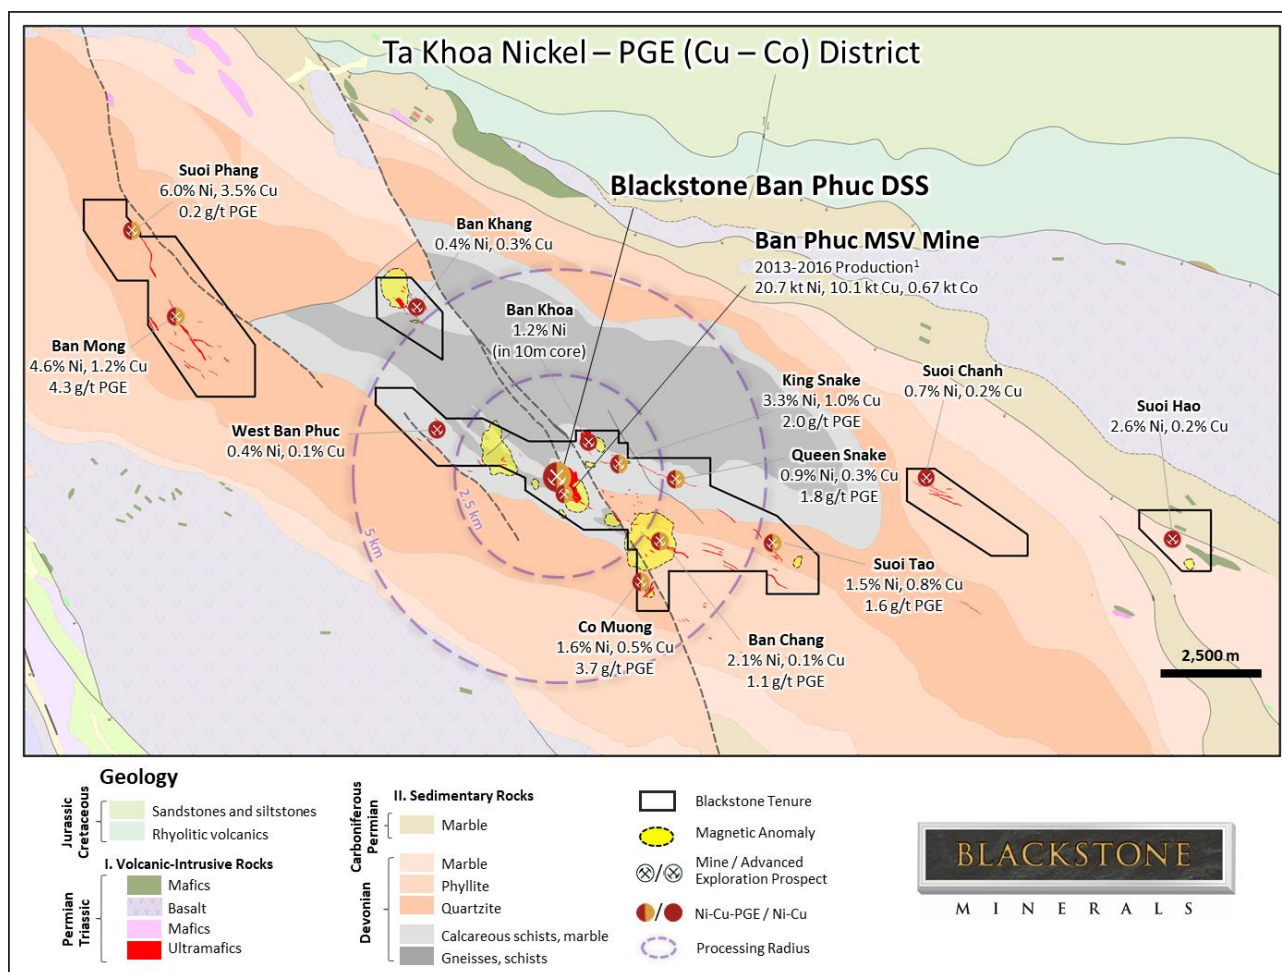 Ta Khoa Nickel – PGE (Cu – Co) District
Suoi Phang
6.0% Ni, 3.5% Cu
0.2 g/t PGE
Blackstone Ban Phuc DSS
Ban Khang
0.4% Ni, 0.3% Cu
Ban Phuc MSV Mine
2013-2016 Production¹
20.7 kt Ni, 10.1 kt Cu, 0.67 kt Co
Ban Khoa
1.2% Ni
(in 10m core)
Ban Mong
4.6% Ni, 1.2% Cu
4.3 g/t PGE
King Snake
3.3% Ni, 1.0% Cu
2.0 g/t PGE
Suoi Chanh
0.7% Ni, 0.2% Cu
Suoi Hao
2.6% Ni, 0.2% Cu
West Ban Phuc
0.4% Ni, 0.1% Cu
Queen Snake
0.9% Ni, 0.3% Cu
1.8 g/t PGE
2.5 km
5 km
Suoi Tao
1.5% Ni, 0.8% Cu
1.6 g/t PGE
Co Muong
1.6% Ni, 0.5% Cu
3.7 g/t PGE
Ban Chang
2.1% Ni, 0.1% Cu
1.1 g/t PGE
2,500 m
Geology
Jurassic
Cretaceous
Sandstones and siltstones
Rhyolitic volcanics
I. Volcanic-Intrusive Rocks
Permian
Triassic
Mafics
Basalt
Mafics
Ultramafics
II. Sedimentary Rocks
Carboniferous
Permian
Marble
Devonian
Marble
Phyllite
Quartzite
Calcareous schists, marble
Gneisses, schists
Blackstone Tenure
Magnetic Anomaly
/ Mine / Advanced
Exploration Prospect
/ Ni-Cu-PGE / Ni-Cu
Processing Radius
BLACKSTONE
MINERALS